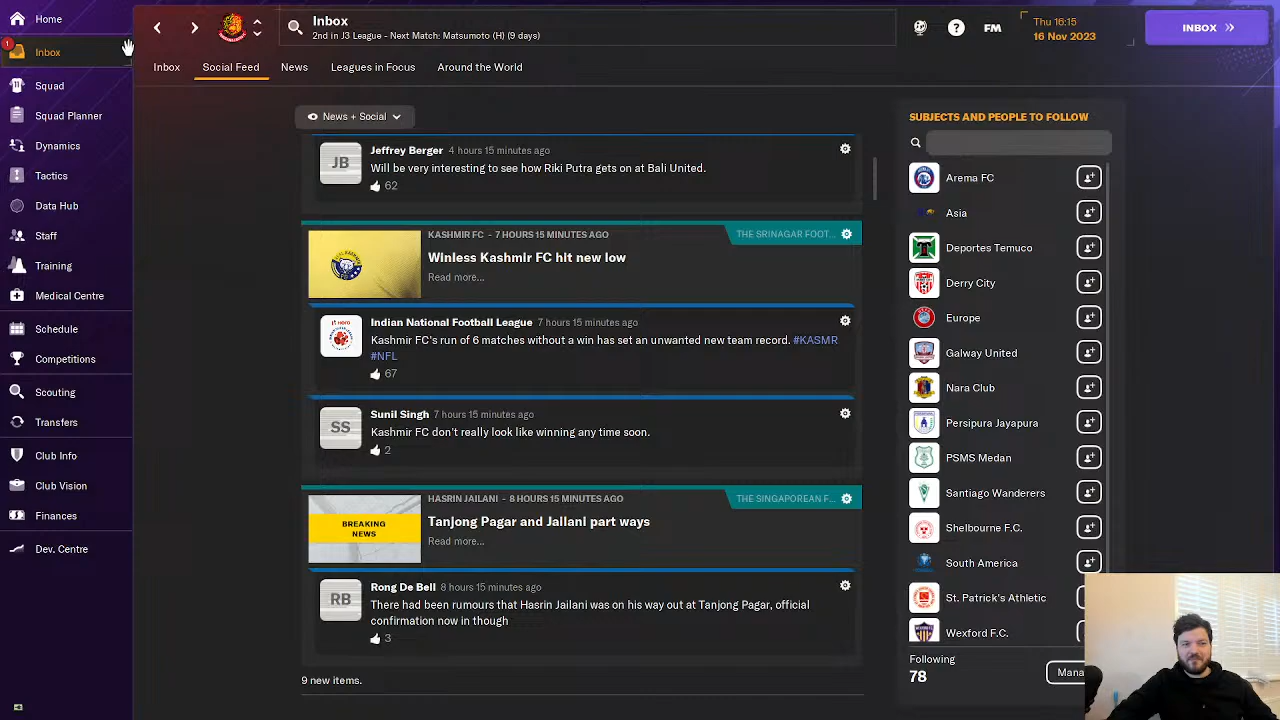 Home
1
Inbox
Squad
Squad Planner
Dynamics
Tactics
Data Hub
Staff
Training
Medical Centre
Schedule
Competitions
Scouting
Transfers
Club Info
Club Vision
Finances
Dev. Centre
Inbox
2nd in J3 League - Next Match: Matsumoto (H) (2 days)
?
FM
Thu 16:15
16 Nov 2023
INBOX
Inbox
Social Feed
News
Leagues in Focus
Around the World
News + Social
JB
Jeffrey Berger 4 hours 15 minutes ago
Will be very interesting to see how Riki Putra gets on at Bali United.
62
KASHMIR FC - 7 HOURS 15 MINUTES AGO
THE SRINAGAR FOOT...
Winless Kashmir FC hit new low
Read more...
Indian National Football League 7 hours 15 minutes ago
Kashmir FC's run of 6 matches without a win has set an unwanted new team record. #KASMR
#NFL
67
SS
Sunil Singh 7 hours 15 minutes ago
Kashmir FC don't really look like winning any time soon.
2
HASRIN JAILANI - 8 HOURS 15 MINUTES AGO
THE SINGAPOREAN F...
BREAKING
NEWS
Tanjong Pagar and Jailani part ways
Read more...
RB
Rong De Bell 8 hours 15 minutes ago
There had been rumours that Hasrin Jailani was on his way out at Tanjong Pagar, official
confirmation now in though
3
9 new items.
SUBJECTS AND PEOPLE TO FOLLOW
Arema FC
Asia
Deportes Temuco
Derry City
Europe
Galway United
Nara Club
Persipura Jayapura
PSMS Medan
Santiago Wanderers
Shelbourne F.C.
South America
St. Patrick's Athletic
Wexford F.C.
Following
78
Mana